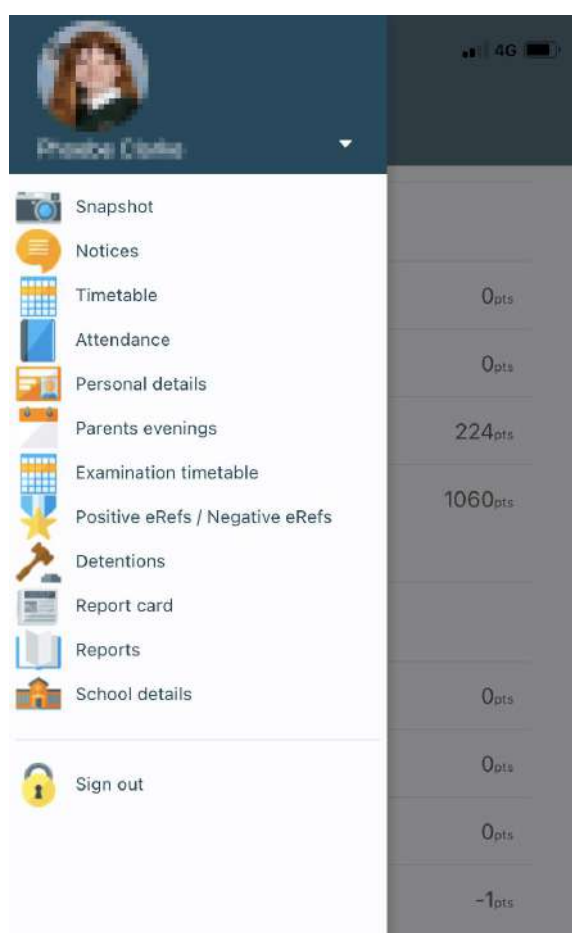 4G
Snapshot
Notices
Timetable
0pts
Attendance
0pts
Personal details
Parents evenings
224pts
Examination timetable
1060pts
Positive eRefs / Negative eRefs
Detentions
Report card
Reports
School details
0pts
Sign out
0pts
0pts
-1pts